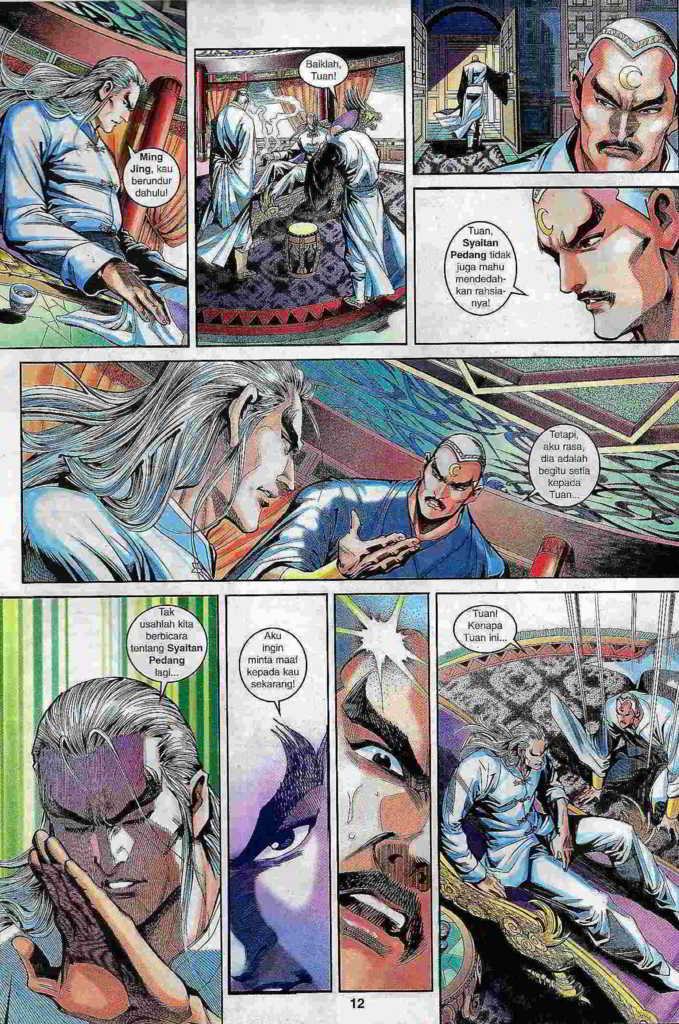 Ming
Jing, kau
berundur
dahulu!
Baiklah,
Tuan!
Tuan,
Syaitan
Pedang tidak
juga mahu
mendedah-
kan rahsia-
nya!
Tetapi,
aku rasa,
dia adalah
begitu setia
kepada
Tuan...
Tak
usahlah kita
berbicara
tentang Syaitan
Pedang
lagi...
Aku
ingin
minta maaf
kepada kau
sekarang!
Tuan!
Kenapa
Tuan ini...
12